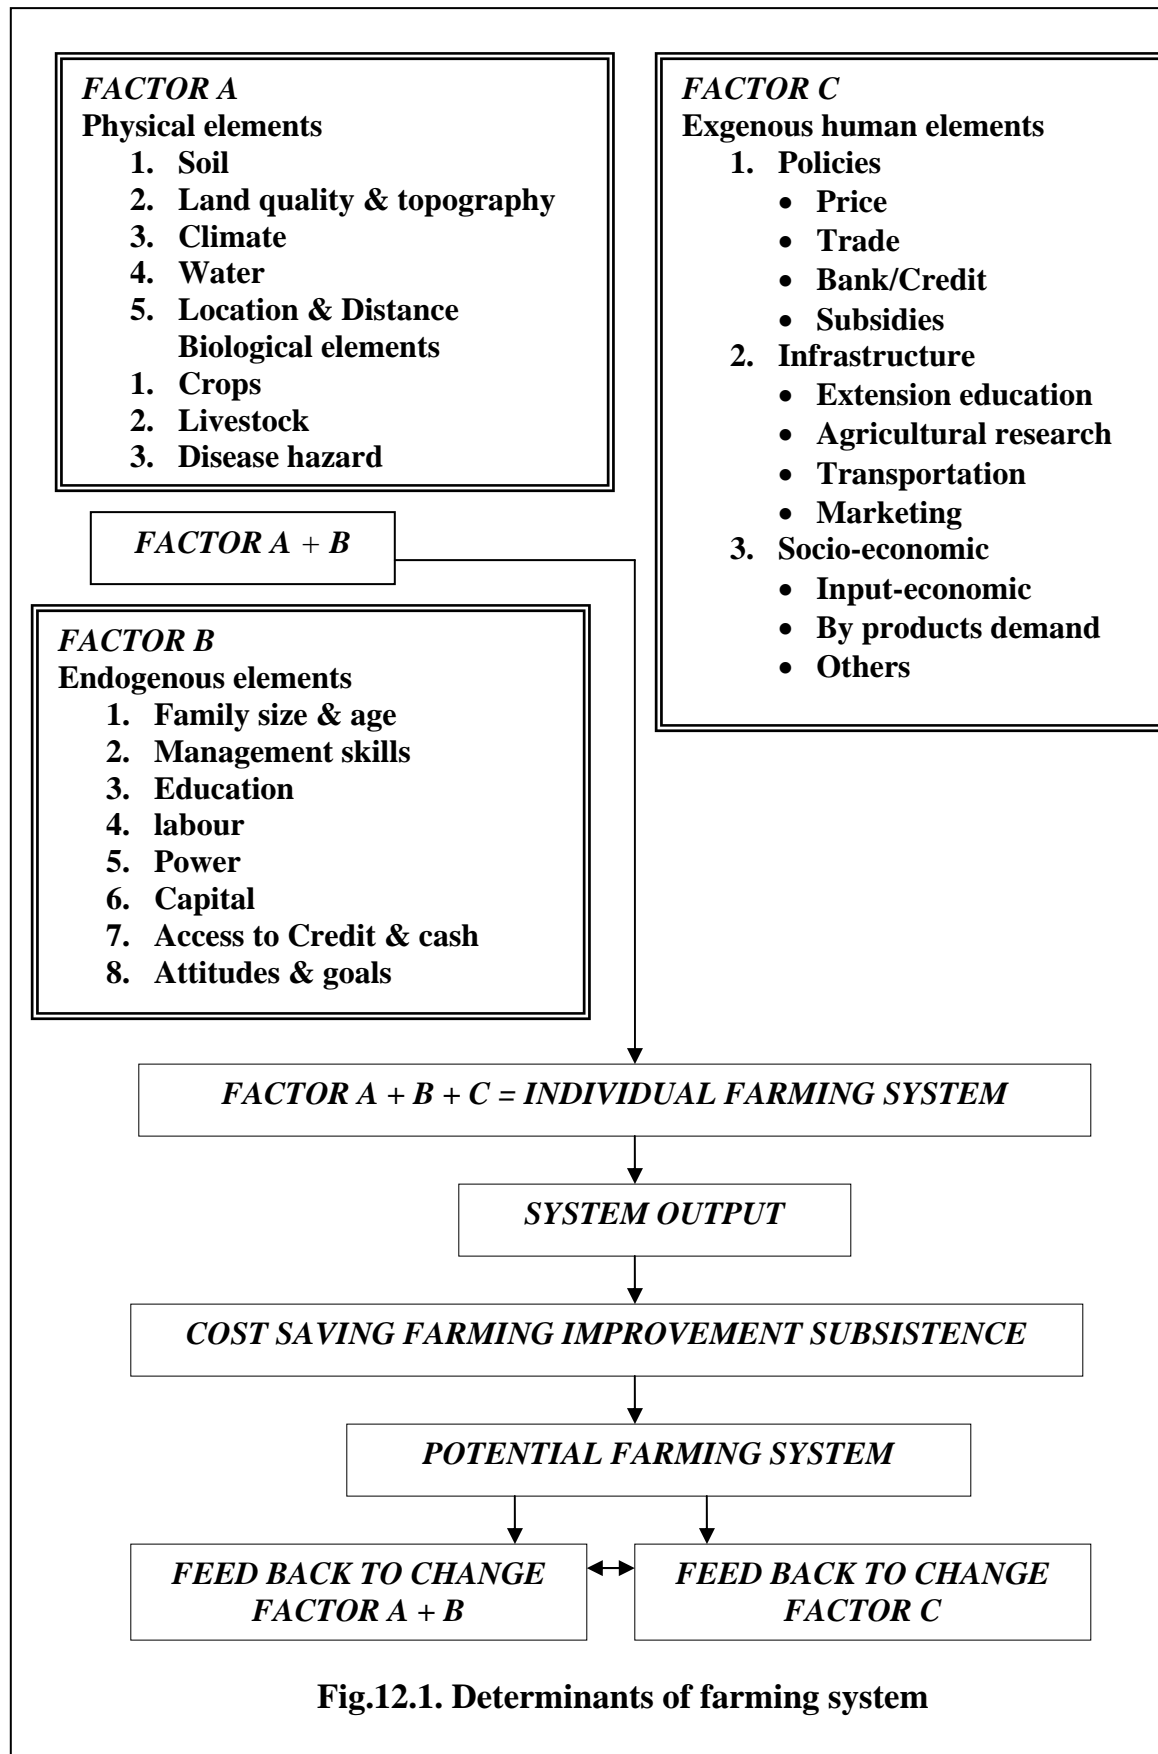 FACTOR A
Physical elements
1. Soil
2. Land quality & topography
3. Climate
4. Water
5. Location & Distance
Biological elements
1. Crops
2. Livestock
3. Disease hazard
FACTOR A + B
FACTOR B
Endogenous elements
1. Family size & age
2. Management skills
3. Education
4. labour
5. Power
6. Capital
7. Access to Credit & cash
8. Attitudes & goals
FACTOR C
Exgenous human elements
1. Policies
• Price
• Trade
• Bank/Credit
• Subsidies
2. Infrastructure
• Extension education
• Agricultural research
• Transportation
• Marketing
3. Socio-economic
• Input-economic
• By products demand
• Others
FACTOR A + B + C = INDIVIDUAL FARMING SYSTEM
SYSTEM OUTPUT
COST SAVING FARMING IMPROVEMENT SUBSISTENCE
POTENTIAL FARMING SYSTEM
FEED BACK TO CHANGE
FACTOR A + B
FEED BACK TO CHANGE
FACTOR C
Fig.12.1. Determinants of farming system